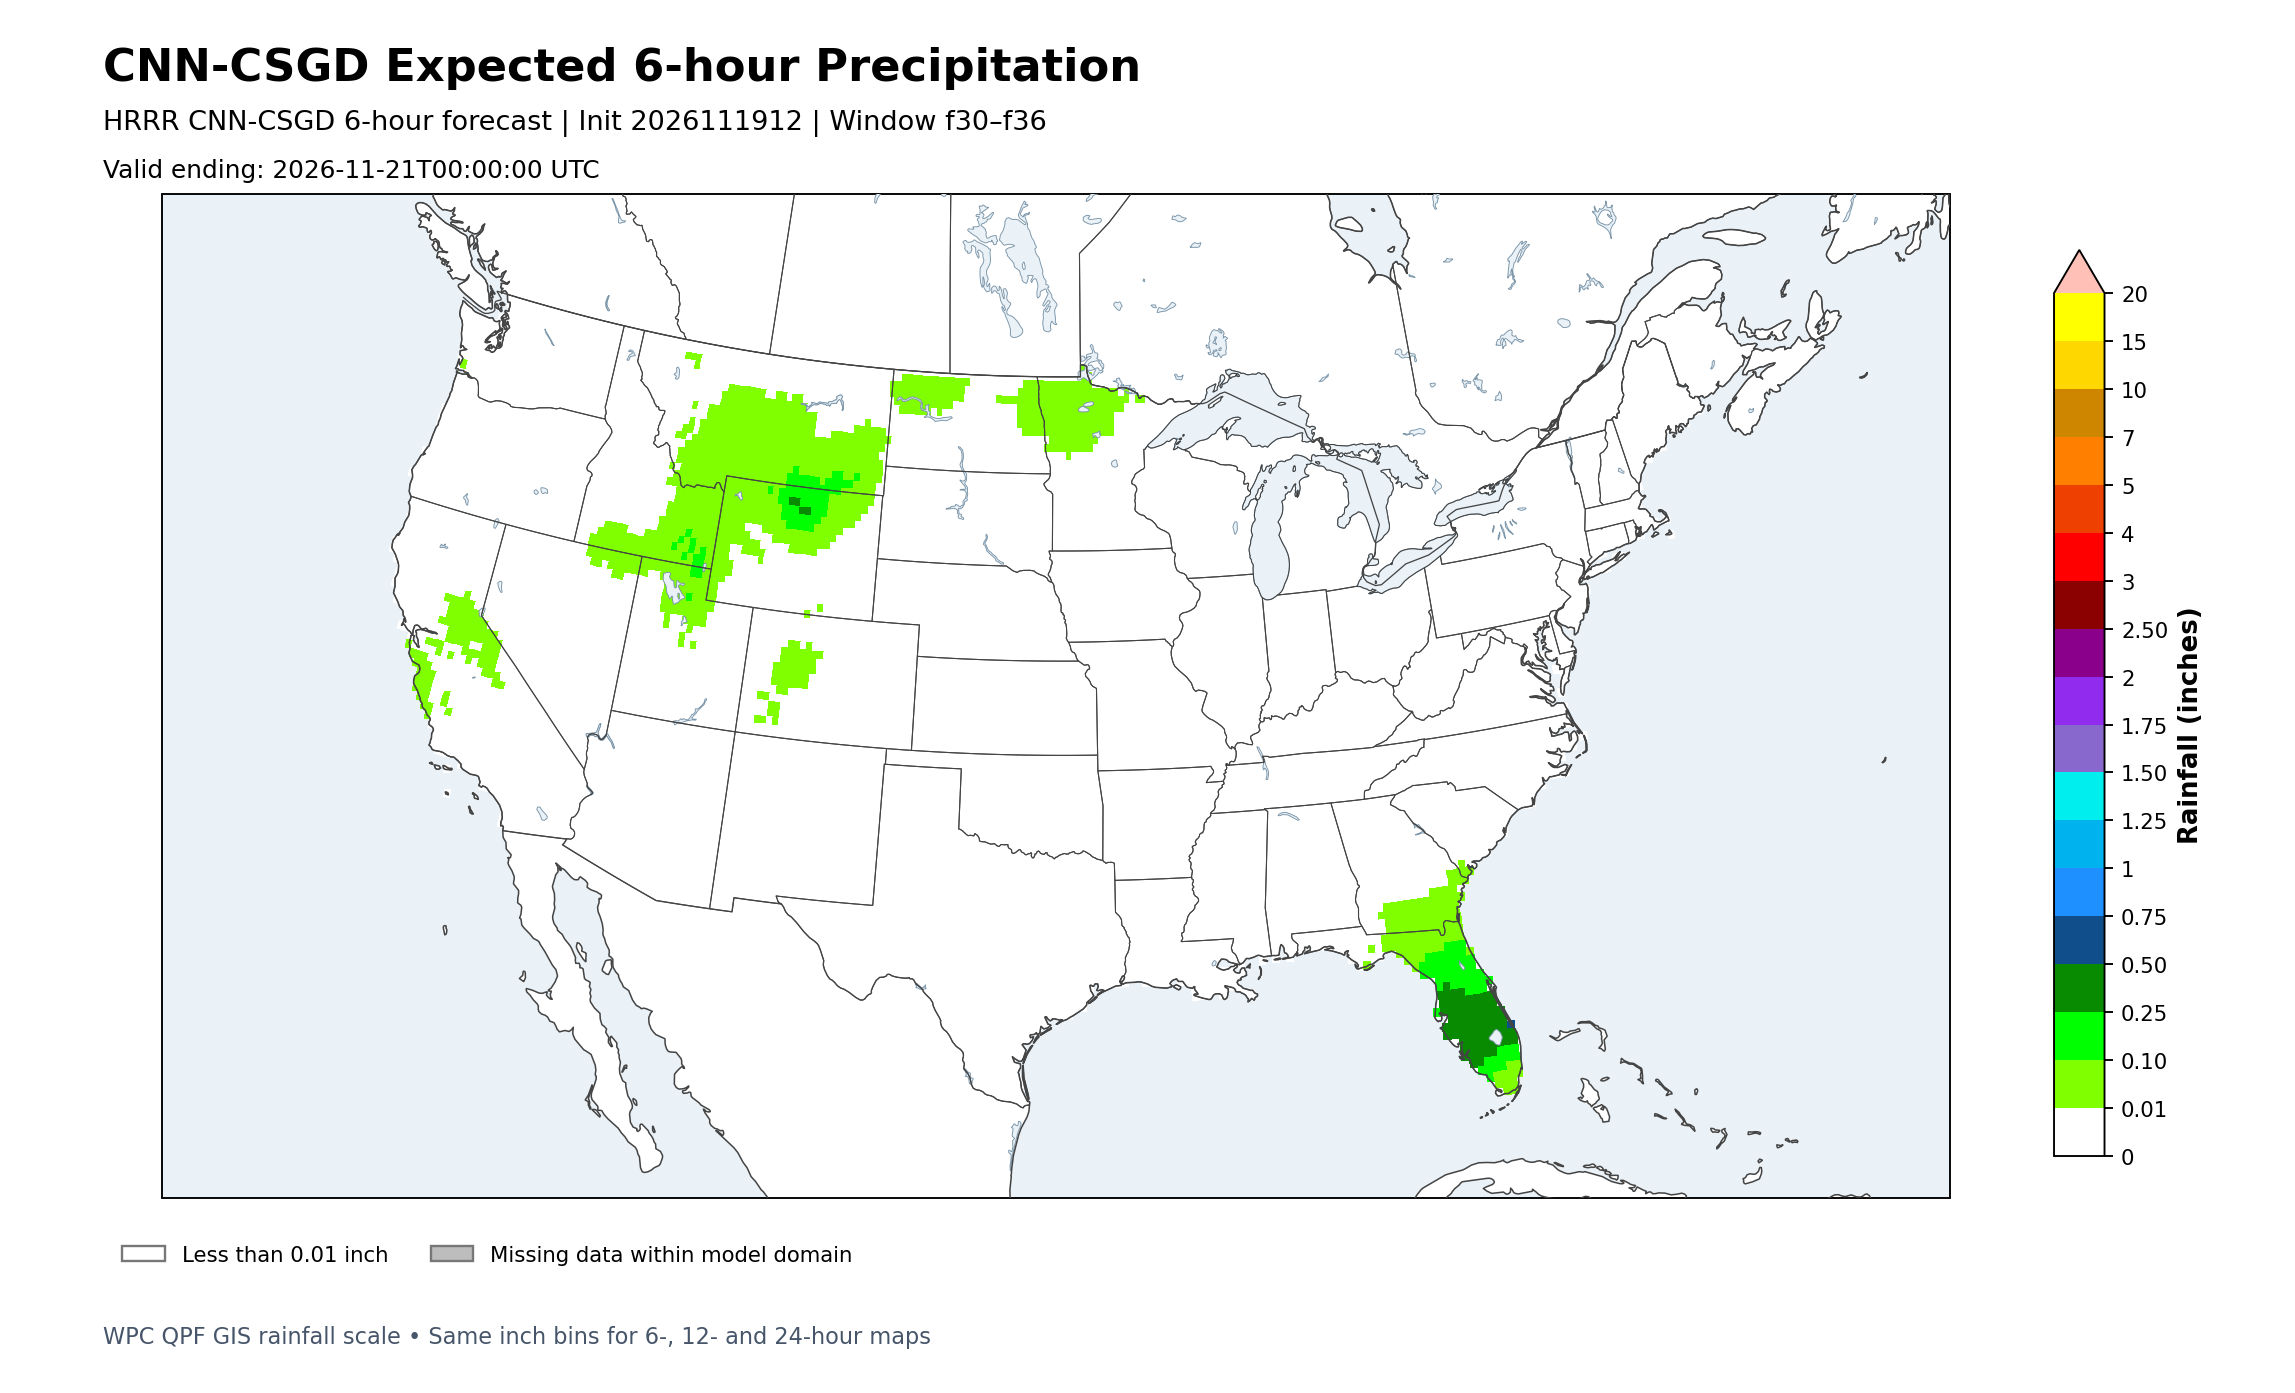 CNN-CSGD Expected 6-hour Precipitation
HRRR CNN-CSGD 6-hour forecast | Init 2026111912 | Window f30–f36
Valid ending: 2026-11-21T00:00:00 UTC
20
15
10
7
5
4
3
2.50
2
1.75
1.50
1.25
1
0.75
0.50
0.25
0.10
0.01
0
Rainfall (inches)
Less than 0.01 inch
Missing data within model domain
WPC QPF GIS rainfall scale • Same inch bins for 6-, 12- and 24-hour maps